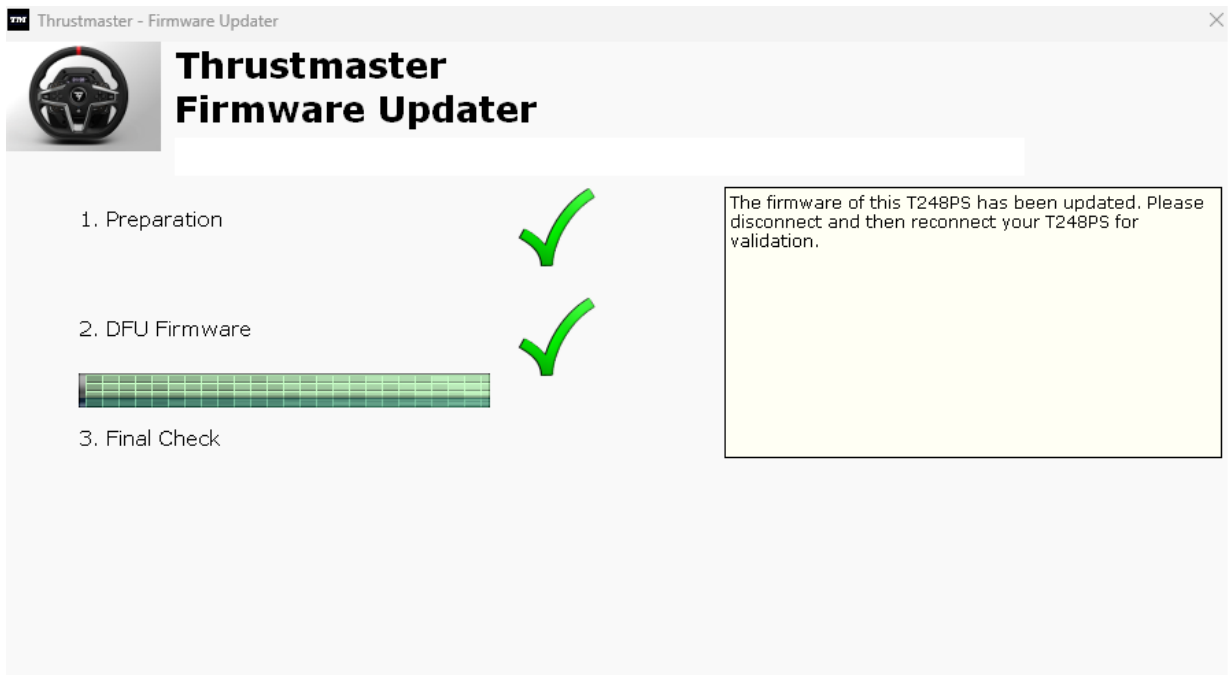 TM Thrustmaster - Firmware Updater
Thrustmaster
Firmware Updater
1. Preparation
The firmware of this T248PS has been updated. Please
disconnect and then reconnect your T248PS for
validation.
2. DFU Firmware
3. Final Check